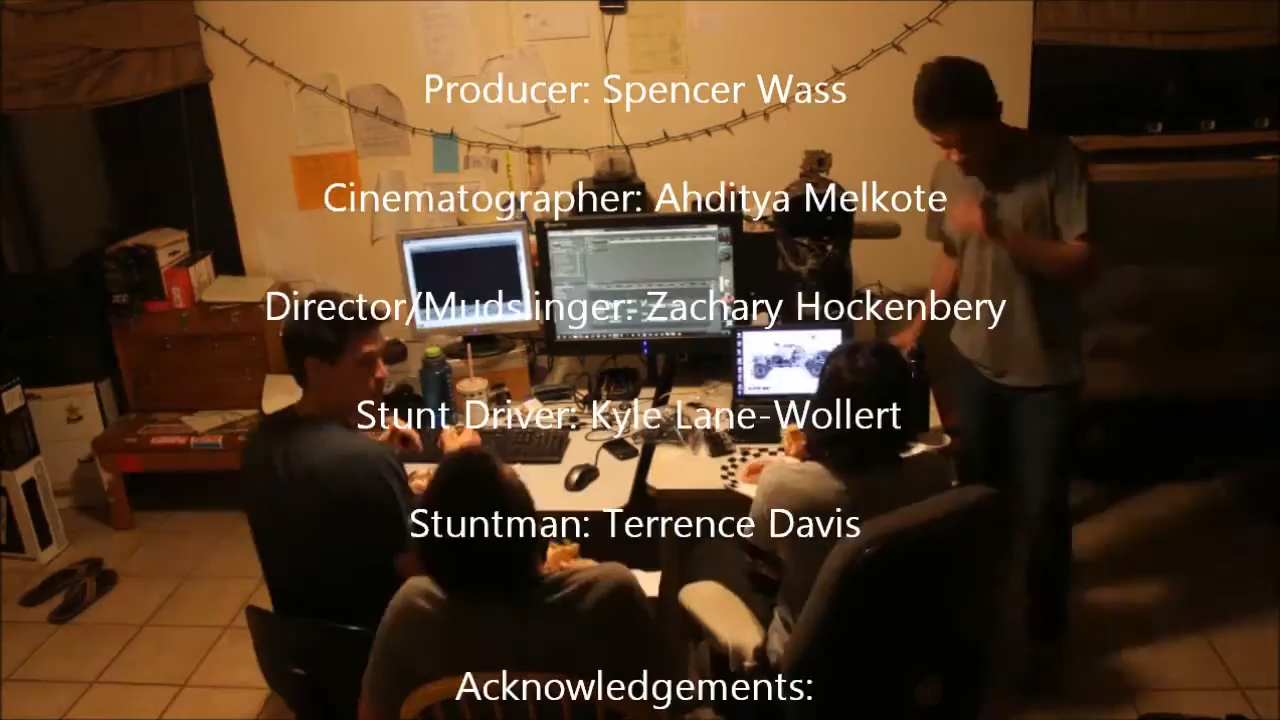 Producer: Spencer Wass
Cinematographer: Ahditya Melkote
Director/Mudslinger: Zachary Hockenbery
Stunt Driver: Kyle Lane-Wollert
Stuntman: Terrence Davis
Acknowledgements: